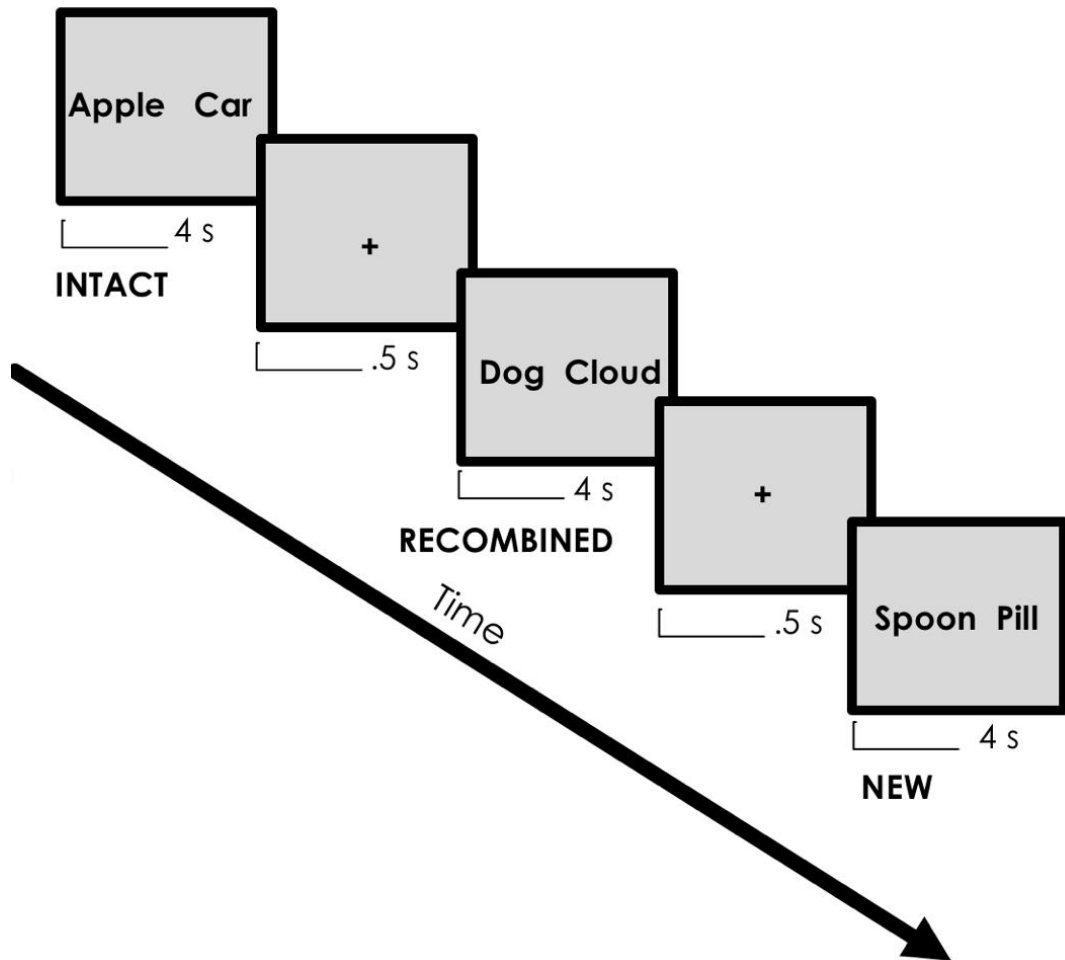 Apple Car
4 s
INTACT
+
.5 s
Dog Cloud
4 s
RECOMBINED
+
.5 s
Spoon Pill
4 s
NEW
Time